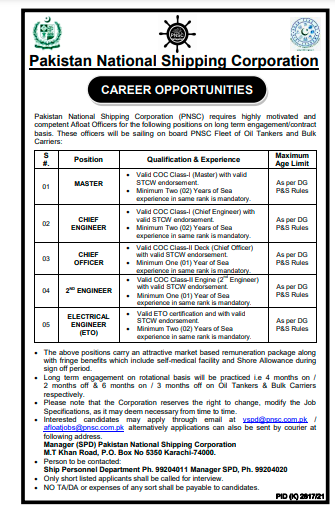 PNSC
Pakistan National Shipping Corporation
CAREER OPPORTUNITIES
Pakistan National Shipping Corporation (PNSC) requires highly motivated and
competent Afloat Officers for the following positions on long term engagement/contract
basis. These officers will be sailing on board PNSC Fleet of Oil Tankers and Bulk
Carriers:
S #. Position Qualification & Experience Maximum Age Limit
01 MASTER
• Valid COC Class-I (Master) with valid
STCW endorsement.
• Minimum Two (02) Years of Sea
experience in same rank is mandatory.
As per DG
P&S Rules
02 CHIEF
ENGINEER
• Valid COC Class-I (Chief Engineer) with
valid STCW endorsement.
• Minimum Two (02) Years of Sea
experience in same rank is mandatory.
As per DG
P&S Rules
03 CHIEF
OFFICER
• Valid COC Class-II Deck (Chief Officer)
with valid STCW endorsement.
• Minimum One (01) Year of Sea
experience in same rank is mandatory.
As per DG
P&S Rules
04 2ND ENGINEER
• Valid COC Class-II Engine (2nd Engineer)
with valid STCW endorsement.
• Minimum One (01) Year of Sea
experience in same rank is mandatory.
As per DG
P&S Rules
05 ELECTRICAL
ENGINEER
(ETO)
• Valid ETO certification and with valid
STCW endorsement.
• Minimum Two (02) Years of Sea
experience in same rank is mandatory.
As per DG
P&S Rules
• The above positions carry an attractive market based remuneration package along
with fringe benefits which include self-medical facility and Shore Allowance during
sign off period.
• Long term engagement on rotational basis will be practiced i.e 4 months on /
2 months off & 6 months on / 3 months off on Oil Tankers & Bulk Carriers
respectively.
• Please note that the Corporation reserves the right to change, modify the Job
Specifications, as it may deem necessary from time to time.
• Interested candidates may apply through email at vspd@pnsc.com.pk /
afloatjobs@pnsc.com.pk alternatively applications can also be sent by courier at
following address.
Manager (SPD) Pakistan National Shipping Corporation
M.T Khan Road, P.O. Box No 5350 Karachi-74000.
• Person to be contacted:
Ship Personnel Department Ph. 99204011 Manager SPD, Ph. 99204020
• Only short listed applicants shall be called for interview.
• NO TA/DA or expenses of any sort shall be payable to candidates.
PID (K) 2817/21